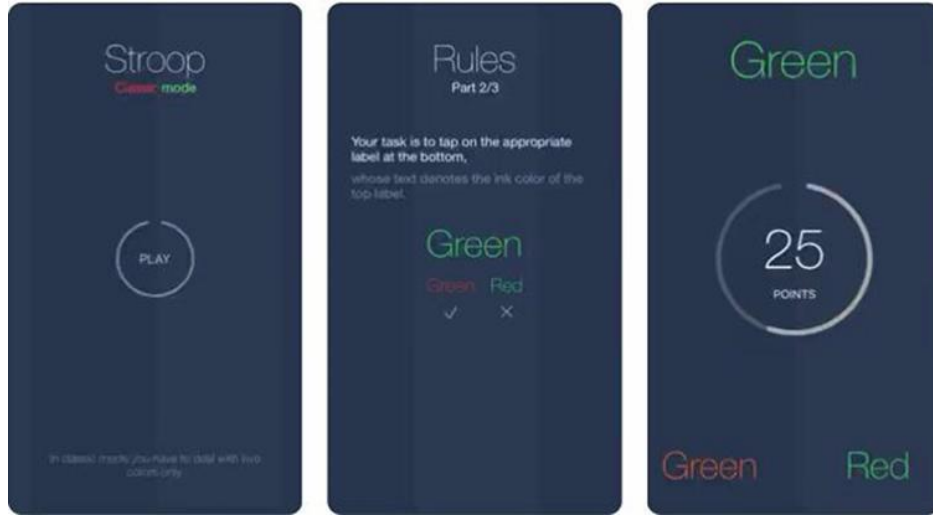 Stroop
Classic mode
PLAY
In classic mode you have to deal with two
colors only
Rules
Part 2/3
Your task is to tap on the appropriate
label at the bottom,
whose text denotes the ink color of the
top label.
Green
Green Red
Green
25
POINTS
Green Red